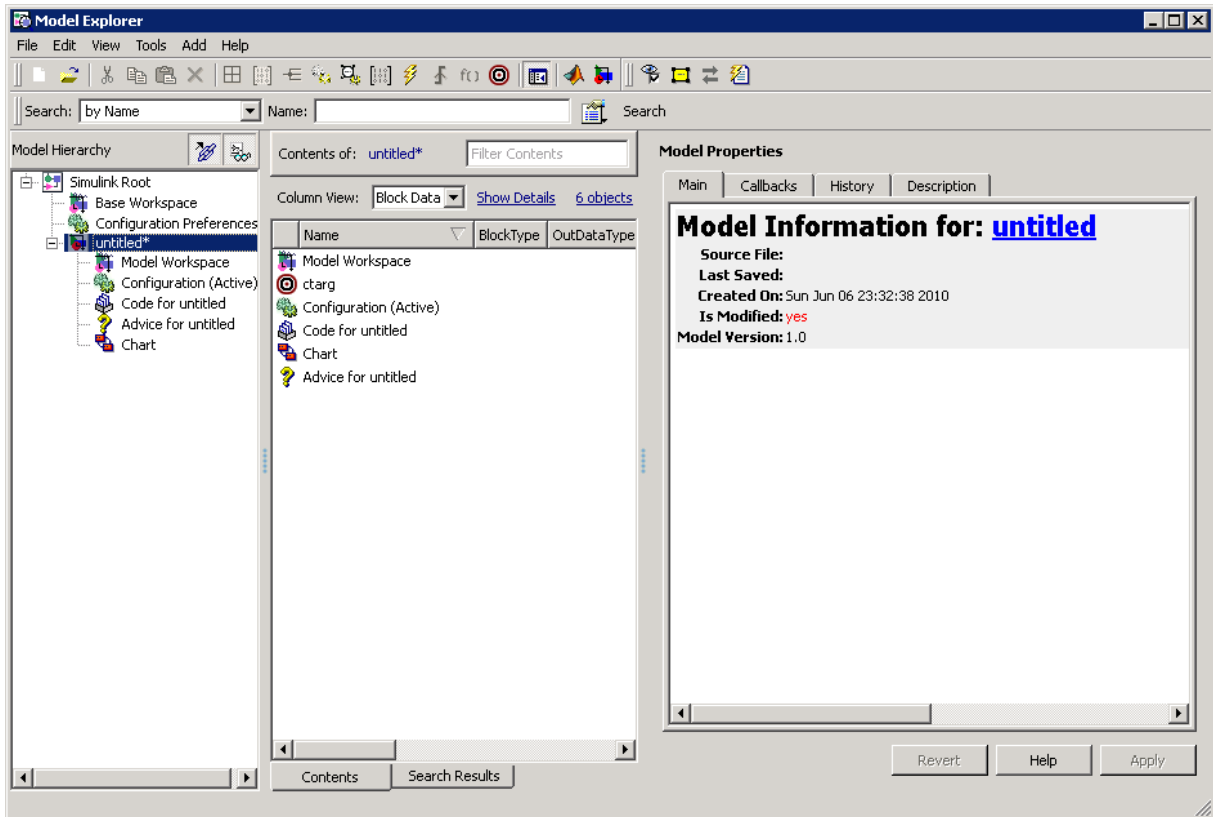 Model Explorer
File Edit View Tools Add Help
f()
Search: by Name Name: Search
Model Hierarchy
Simulink Root
Base Workspace
Configuration Preferences
untitled*
Model Workspace
Configuration (Active)
Code for untitled
Advice for untitled
Chart
Contents of: untitled* Filter Contents
Column View: Block Data Show Details 6 objects
Name BlockType OutDataType
Model Workspace
ctarg
Configuration (Active)
Code for untitled
Chart
Advice for untitled
Contents Search Results
Model Properties
Main Callbacks History Description
Model Information for: untitled
Source File:
Last Saved:
Created On: Sun Jun 06 23:32:38 2010
Is Modified: yes
Model Version: 1.0
Revert Help Apply